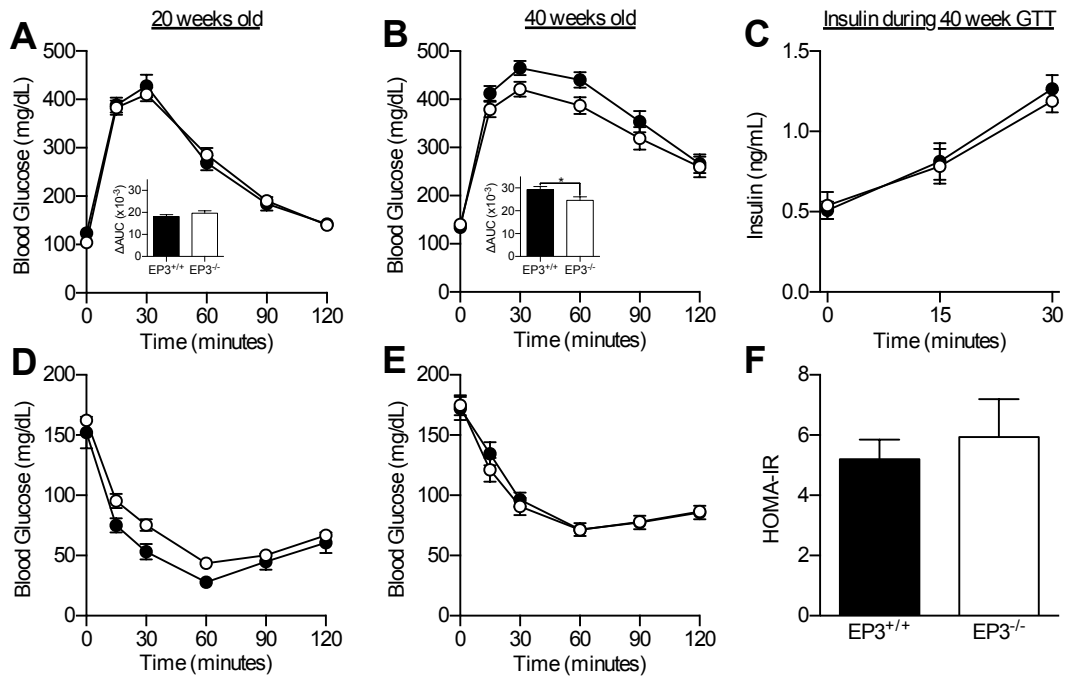 20 weeks old
40 weeks old
Insulin during 40 week GTT
A
Blood Glucose (mg/dL)
500
400
300
200
100
0
0 30 60 90 120
Time (minutes)
ΔAUC (x10⁻³)
30
20
10
0
EP3+/+ EP3-/-
B
Blood Glucose (mg/dL)
500
400
300
200
100
0
0 30 60 90 120
Time (minutes)
ΔAUC (x10⁻³)
30
20
10
0
*
EP3+/+ EP3-/-
C
Insulin (ng/mL)
1.5
1.0
0.5
0.0
0 15 30
Time (minutes)
D
Blood Glucose (mg/dL)
200
150
100
50
0
0 30 60 90 120
Time (minutes)
E
Blood Glucose (mg/dL)
200
150
100
50
0
0 30 60 90 120
Time (minutes)
F
HOMA-IR
8
6
4
2
0
EP3+/+ EP3-/-